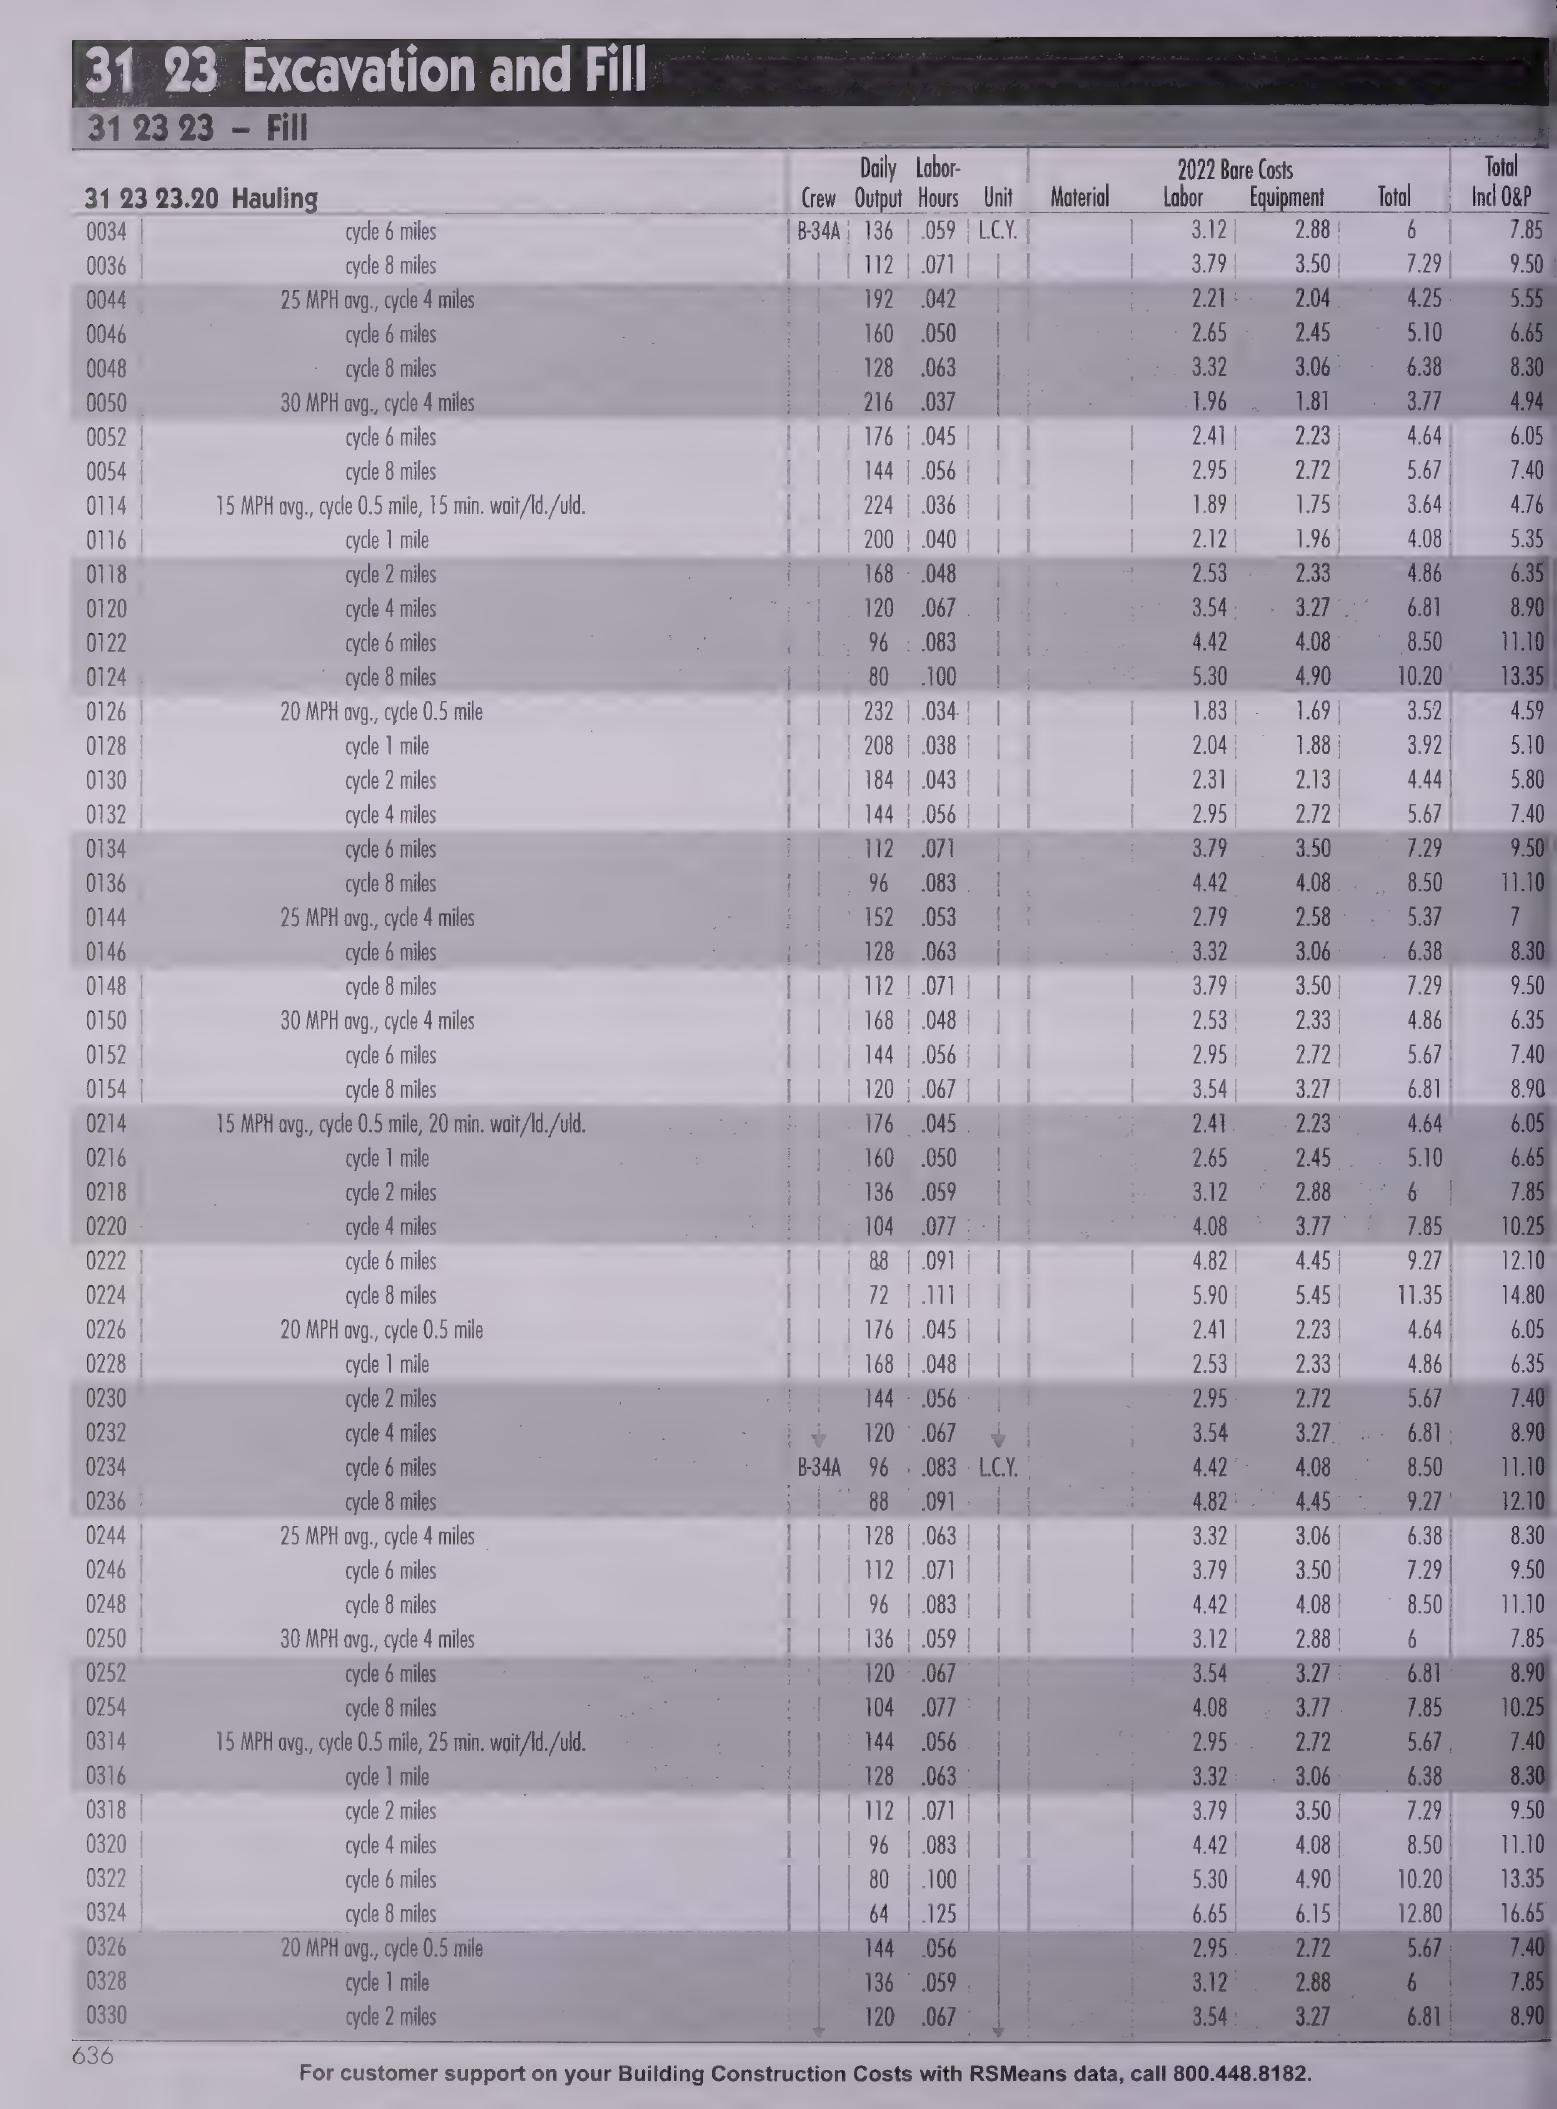 31 23 Excavation and Fill
31 23 23 – Fill
Daily Labor- 2022 Bare Costs Total
31 23 23.20 Hauling Crew Output Hours Unit Material Labor Equipment Total Incl O&P
0034 cycle 6 miles B-34A 136 .059 L.C.Y. 3.12 2.88 6 7.85
0036 cycle 8 miles 112 .071 3.79 3.50 7.29 9.50
0044 25 MPH avg., cycle 4 miles 192 .042 2.21 2.04 4.25 5.55
0046 cycle 6 miles 160 .050 2.65 2.45 5.10 6.65
0048 cycle 8 miles 128 .063 3.32 3.06 6.38 8.30
0050 30 MPH avg., cycle 4 miles 216 .037 1.96 1.81 3.77 4.94
0052 cycle 6 miles 176 .045 2.41 2.23 4.64 6.05
0054 cycle 8 miles 144 .056 2.95 2.72 5.67 7.40
0114 15 MPH avg., cycle 0.5 mile, 15 min. wait/ld./uld. 224 .036 1.89 1.75 3.64 4.76
0116 cycle 1 mile 200 .040 2.12 1.96 4.08 5.35
0118 cycle 2 miles 168 .048 2.53 2.33 4.86 6.35
0120 cycle 4 miles 120 .067 3.54 3.27 6.81 8.90
0122 cycle 6 miles 96 .083 4.42 4.08 8.50 11.10
0124 cycle 8 miles 80 .100 5.30 4.90 10.20 13.35
0126 20 MPH avg., cycle 0.5 mile 232 .034 1.83 1.69 3.52 4.59
0128 cycle 1 mile 208 .038 2.04 1.88 3.92 5.10
0130 cycle 2 miles 184 .043 2.31 2.13 4.44 5.80
0132 cycle 4 miles 144 .056 2.95 2.72 5.67 7.40
0134 cycle 6 miles 112 .071 3.79 3.50 7.29 9.50
0136 cycle 8 miles 96 .083 4.42 4.08 8.50 11.10
0144 25 MPH avg., cycle 4 miles 152 .053 2.79 2.58 5.37 7
0146 cycle 6 miles 128 .063 3.32 3.06 6.38 8.30
0148 cycle 8 miles 112 .071 3.79 3.50 7.29 9.50
0150 30 MPH avg., cycle 4 miles 168 .048 2.53 2.33 4.86 6.35
0152 cycle 6 miles 144 .056 2.95 2.72 5.67 7.40
0154 cycle 8 miles 120 .067 3.54 3.27 6.81 8.90
0214 15 MPH avg., cycle 0.5 mile, 20 min. wait/ld./uld. 176 .045 2.41 2.23 4.64 6.05
0216 cycle 1 mile 160 .050 2.65 2.45 5.10 6.65
0218 cycle 2 miles 136 .059 3.12 2.88 6 7.85
0220 cycle 4 miles 104 .077 4.08 3.77 7.85 10.25
0222 cycle 6 miles 88 .091 4.82 4.45 9.27 12.10
0224 cycle 8 miles 72 .111 5.90 5.45 11.35 14.80
0226 20 MPH avg., cycle 0.5 mile 176 .045 2.41 2.23 4.64 6.05
0228 cycle 1 mile 168 .048 2.53 2.33 4.86 6.35
0230 cycle 2 miles 144 .056 2.95 2.72 5.67 7.40
0232 cycle 4 miles 120 .067 3.54 3.27 6.81 8.90
0234 cycle 6 miles B-34A 96 .083 L.C.Y. 4.42 4.08 8.50 11.10
0236 cycle 8 miles 88 .091 4.82 4.45 9.27 12.10
0244 25 MPH avg., cycle 4 miles 128 .063 3.32 3.06 6.38 8.30
0246 cycle 6 miles 112 .071 3.79 3.50 7.29 9.50
0248 cycle 8 miles 96 .083 4.42 4.08 8.50 11.10
0250 30 MPH avg., cycle 4 miles 136 .059 3.12 2.88 6 7.85
0252 cycle 6 miles 120 .067 3.54 3.27 6.81 8.90
0254 cycle 8 miles 104 .077 4.08 3.77 7.85 10.25
0314 15 MPH avg., cycle 0.5 mile, 25 min. wait/ld./uld. 144 .056 2.95 2.72 5.67 7.40
0316 cycle 1 mile 128 .063 3.32 3.06 6.38 8.30
0318 cycle 2 miles 112 .071 3.79 3.50 7.29 9.50
0320 cycle 4 miles 96 .083 4.42 4.08 8.50 11.10
0322 cycle 6 miles 80 .100 5.30 4.90 10.20 13.35
0324 cycle 8 miles 64 .125 6.65 6.15 12.80 16.65
0326 20 MPH avg., cycle 0.5 mile 144 .056 2.95 2.72 5.67 7.40
0328 cycle 1 mile 136 .059 3.12 2.88 6 7.85
0330 cycle 2 miles 120 .067 3.54 3.27 6.81 8.90
636
For customer support on your Building Construction Costs with RSMeans data, call 800.448.8182.